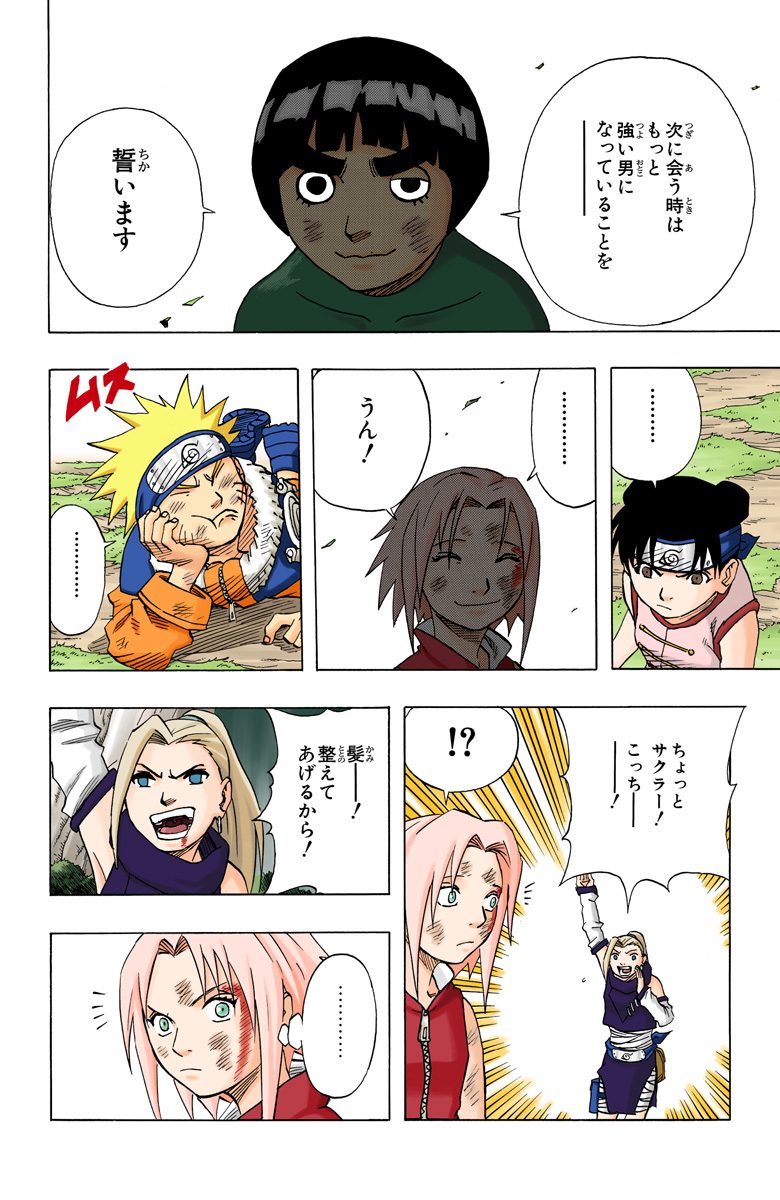 次に会う時は
もっと
強い男に
なっていることを
━━━
誓います
…………
うん！
…………
ムス
…………
ちょっと
サクラー！
こっち━━！
!?
髪━━！
整えて
あげるから！
…………